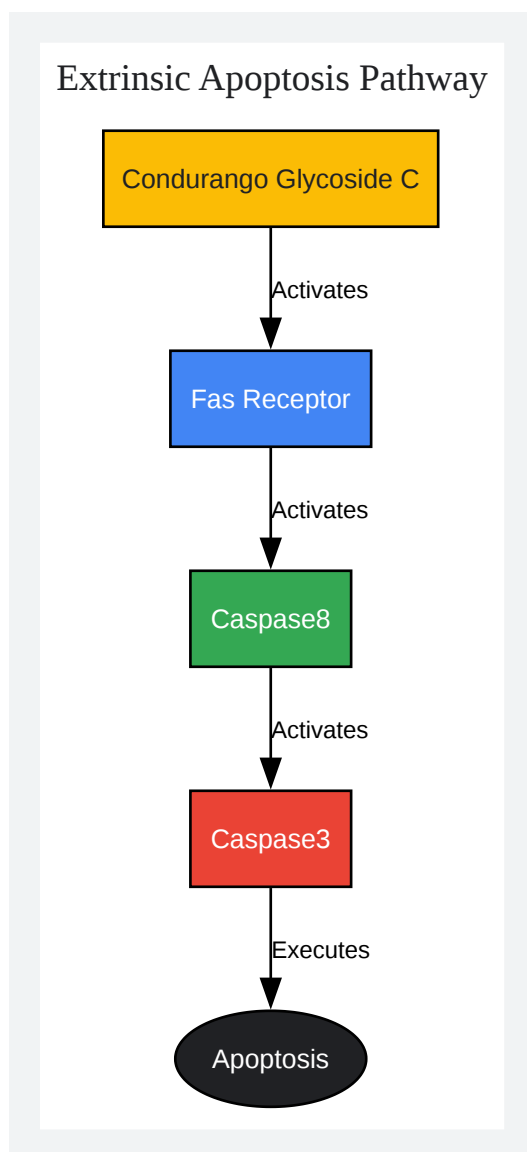 Extrinsic Apoptosis Pathway
Condurango Glycoside C
Activates
Fas Receptor
Activates
Caspase8
Activates
Caspase3
Executes
Apoptosis